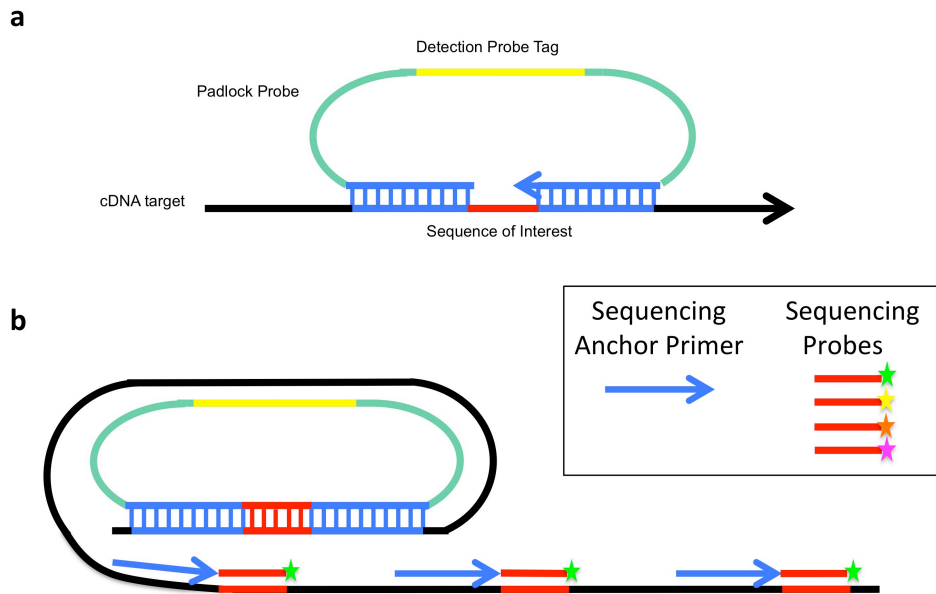 a
Detection Probe Tag
Padlock Probe
cDNA target
Sequence of Interest
b
Sequencing
Anchor Primer
Sequencing
Probes